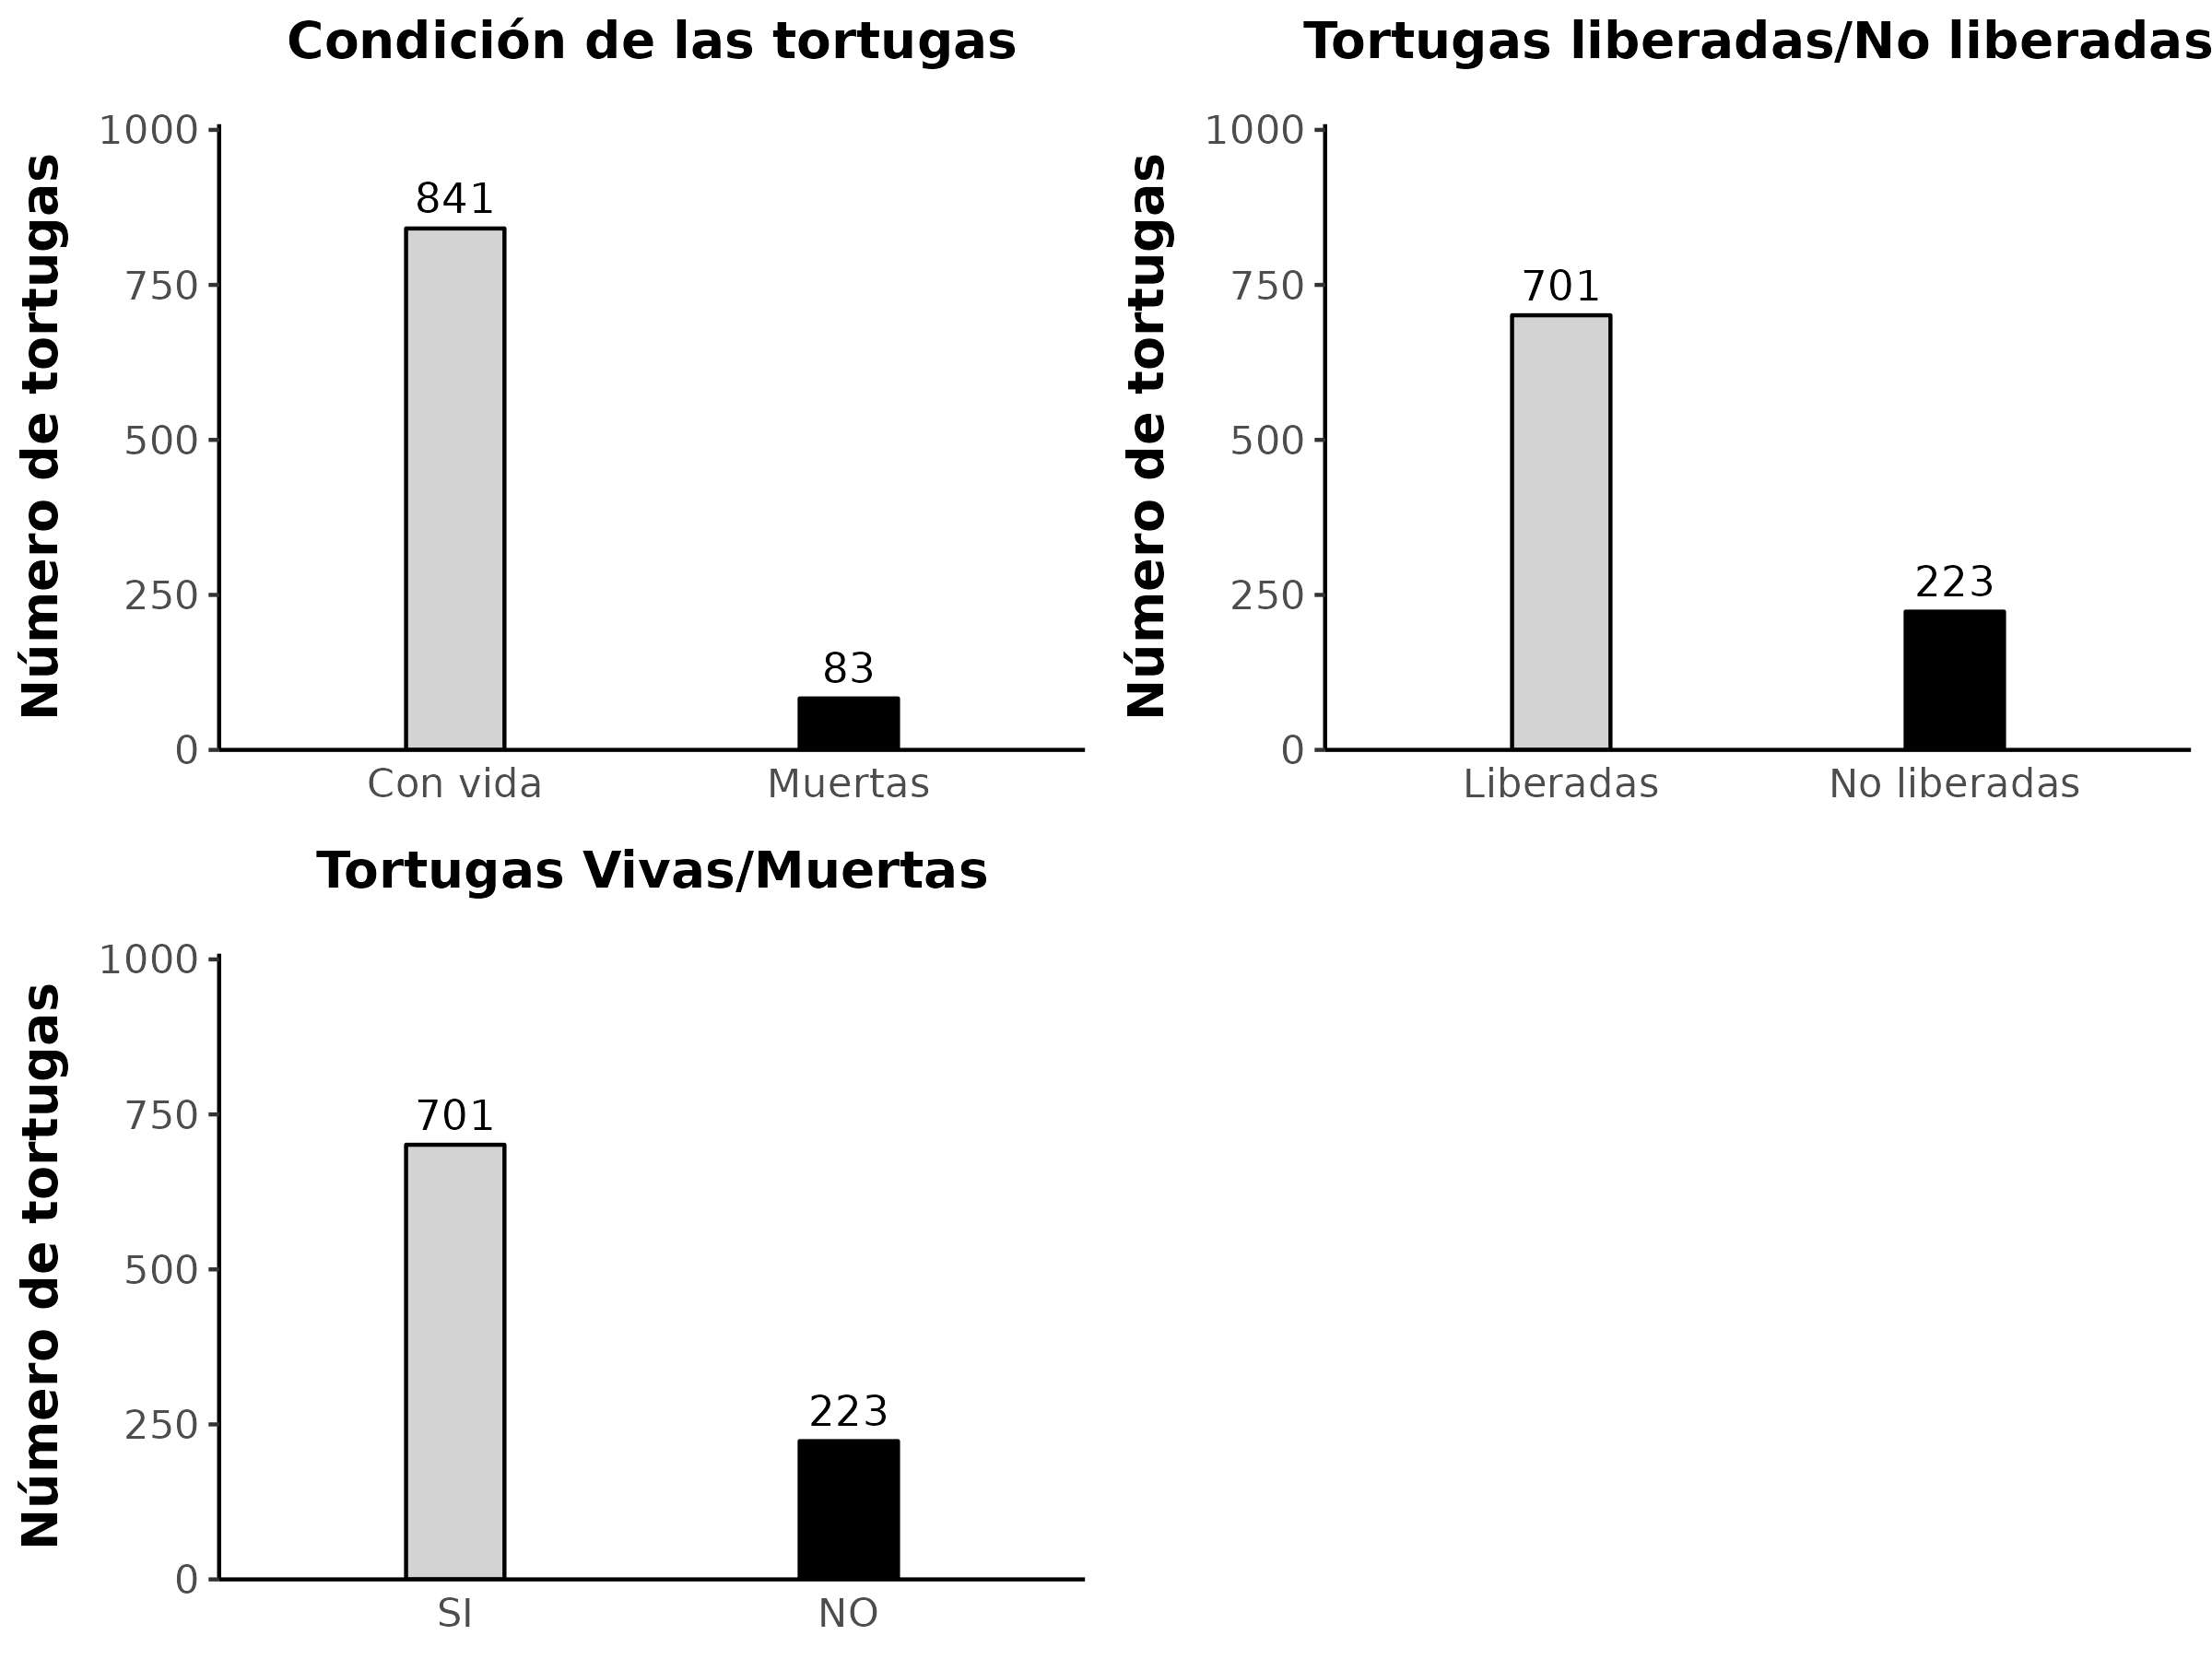 Condición de las tortugas
Número de tortugas
1000
750
500
250
0
841
83
Con vida
Muertas
Tortugas liberadas/No liberadas
Número de tortugas
1000
750
500
250
0
701
223
Liberadas
No liberadas
Tortugas Vivas/Muertas
Número de tortugas
1000
750
500
250
0
701
223
SI
NO